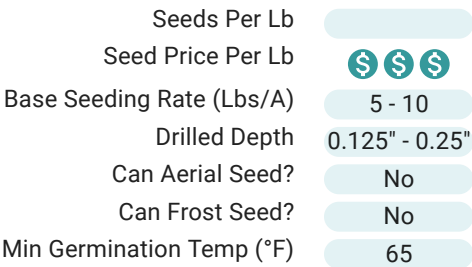 Seeds Per Lb
Seed Price Per Lb $ $ $
Base Seeding Rate (Lbs/A) 5 - 10
Drilled Depth 0.125" - 0.25"
Can Aerial Seed? No
Can Frost Seed? No
Min Germination Temp (°F) 65